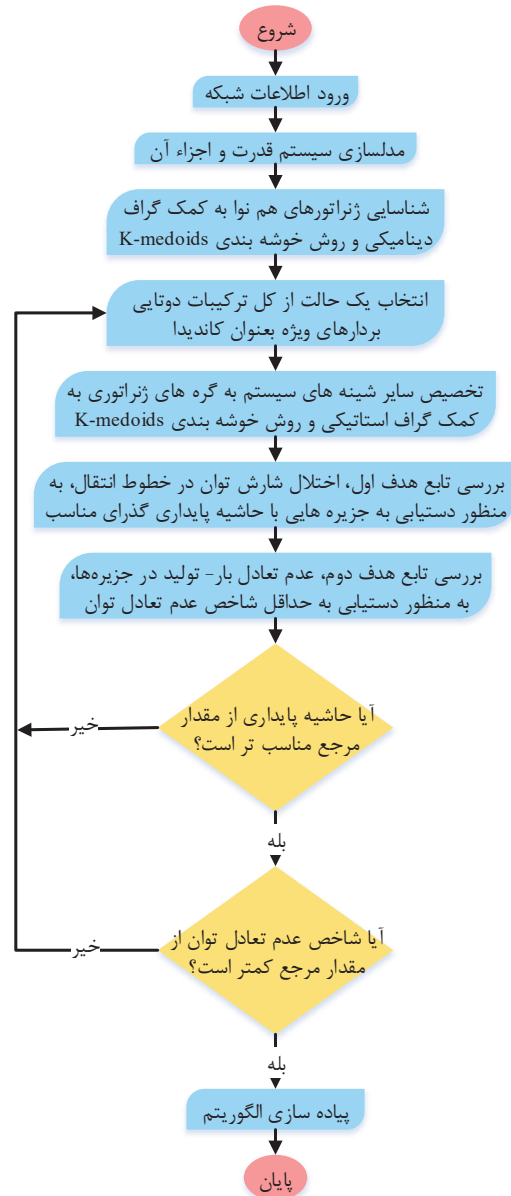 شروع
ورود اطلاعات شبکه
مدلسازی سیستم قدرت و اجزاء آن
شناسایی ژنراتورهای هم نوا به کمک گراف
دینامیکی و روش خوشه بندی K-medoids
انتخاب یک حالت از کل ترکیبات دوتایی
بردارهای ویژه بعنوان کاندیدا
تخصیص سایر شینه های سیستم به گره های ژنراتوری به
کمک گراف استاتیکی و روش خوشه بندی K-medoids
بررسی تابع هدف اول، اختلال شارش توان در خطوط انتقال، به
منظور دستیابی به جزیره هایی با حاشیه پایداری گذرای مناسب
بررسی تابع هدف دوم، عدم تعادل بار- تولید در جزیره‌ها،
به منظور دستیابی به حداقل شاخص عدم تعادل توان
آیا حاشیه پایداری از مقدار
مرجع مناسب تر است؟
خیر
بله
آیا شاخص عدم تعادل توان از
مقدار مرجع کمتر است؟
خیر
بله
پیاده سازی الگوریتم
پایان